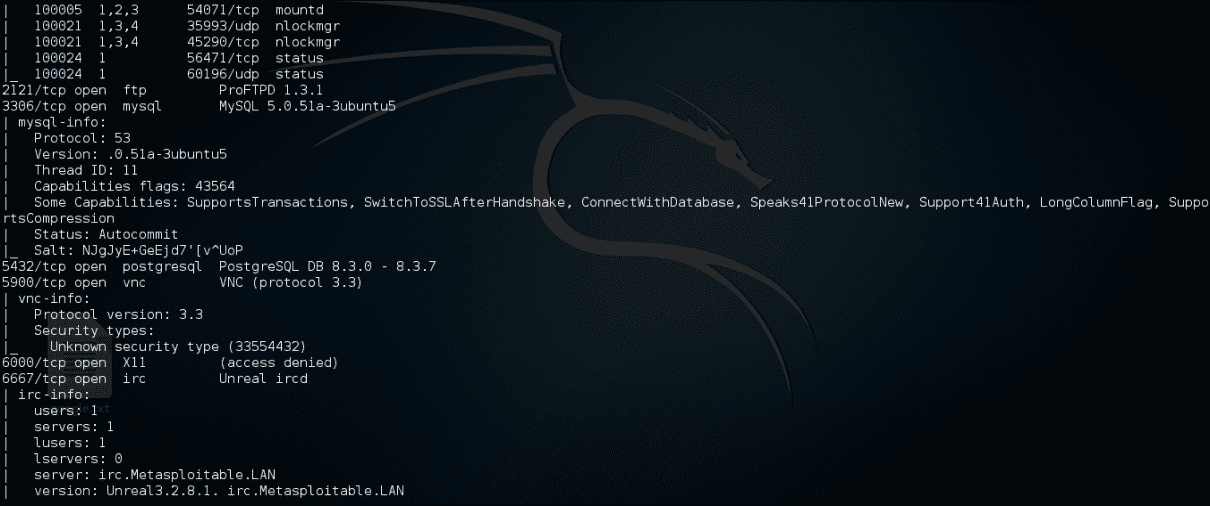 |   100005  1,2,3      54071/tcp  mountd
|   100021  1,3,4      35993/udp  nlockmgr
|   100021  1,3,4      45290/tcp  nlockmgr
|   100024  1          56471/tcp  status
|_  100024  1          60196/udp  status
2121/tcp open  ftp         ProFTPD 1.3.1
3306/tcp open  mysql       MySQL 5.0.51a-3ubuntu5
| mysql-info:
|   Protocol: 53
|   Version: .0.51a-3ubuntu5
|   Thread ID: 11
|   Capabilities flags: 43564
|   Some Capabilities: SupportsTransactions, SwitchToSSLAfterHandshake, ConnectWithDatabase, Speaks41ProtocolNew, Support41Auth, LongColumnFlag, Suppo
rtsCompression
|   Status: Autocommit
|_  Salt: NJgJyE+GeEjd7'[v^UoP
5432/tcp open  postgresql  PostgreSQL DB 8.3.0 - 8.3.7
5900/tcp open  vnc         VNC (protocol 3.3)
| vnc-info:
|   Protocol version: 3.3
|   Security types:
|_    Unknown security type (33554432)
6000/tcp open  X11         (access denied)
6667/tcp open  irc         Unreal ircd
| irc-info:
|   users: 1
|   servers: 1
|   lusers: 1
|   lservers: 0
|   server: irc.Metasploitable.LAN
|   version: Unreal3.2.8.1. irc.Metasploitable.LAN